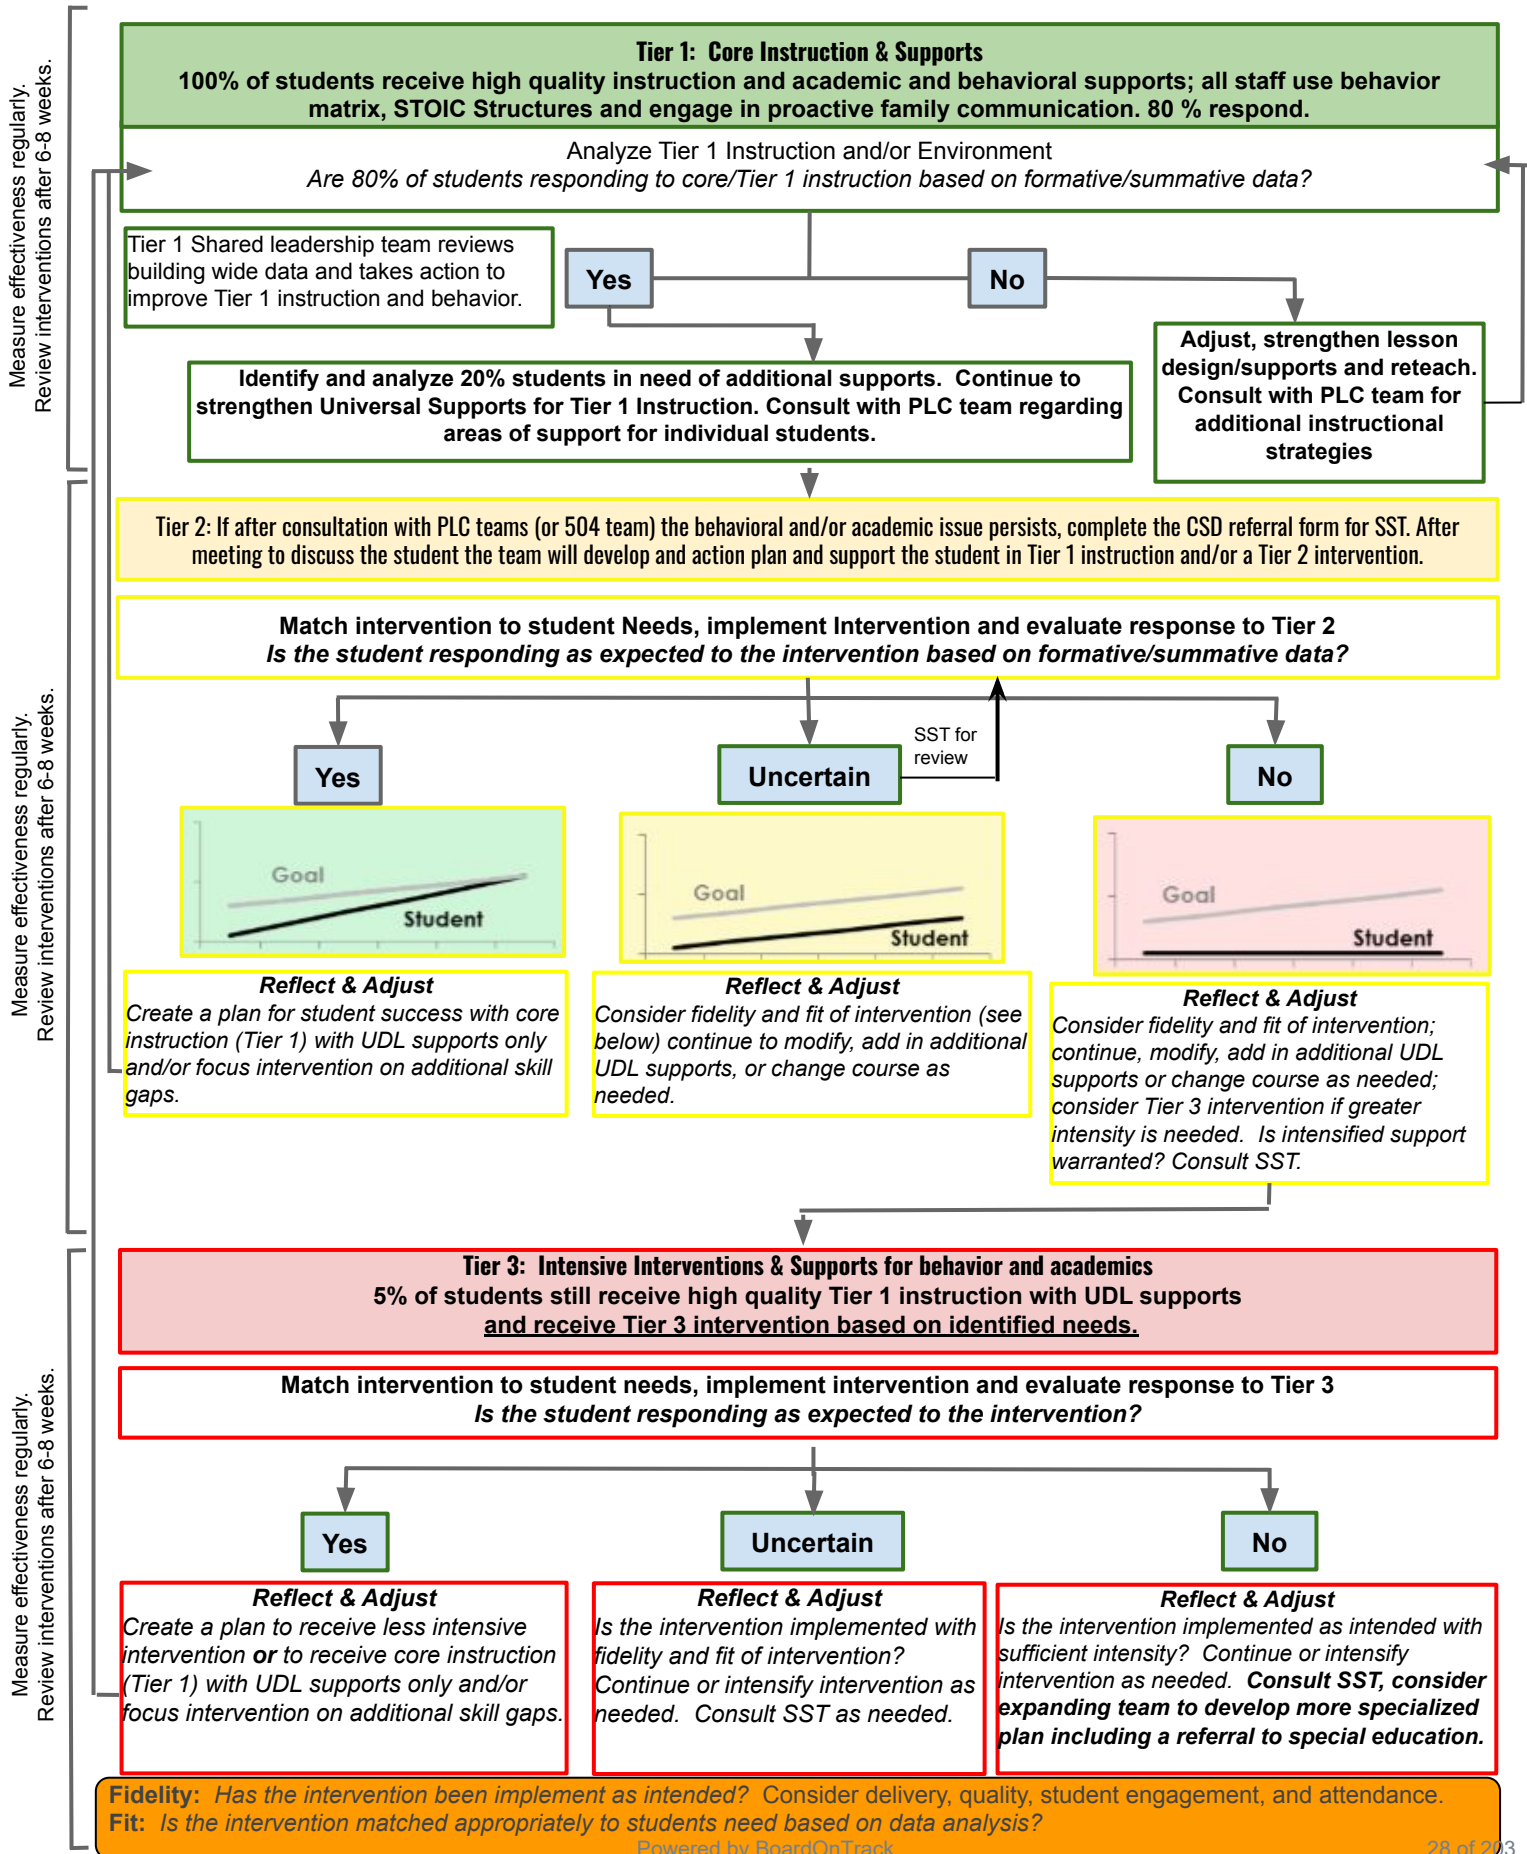 Measure effectiveness regularly.
Review interventions after 6-8 weeks.
Tier 1:  Core Instruction & Supports
100% of students receive high quality instruction and academic and behavioral supports; all staff use behavior
matrix, STOIC Structures and engage in proactive family communication. 80 % respond.
Analyze Tier 1 Instruction and/or Environment
Are 80% of students responding to core/Tier 1 instruction based on formative/summative data?
Tier 1 Shared leadership team reviews
building wide data and takes action to
improve Tier 1 instruction and behavior.
Yes
No
Identify and analyze 20% students in need of additional supports.  Continue to
strengthen Universal Supports for Tier 1 Instruction. Consult with PLC team regarding
areas of support for individual students.
Adjust, strengthen lesson
design/supports and reteach.
Consult with PLC team for
additional instructional
strategies
Measure effectiveness regularly.
Review interventions after 6-8 weeks.
Tier 2: If after consultation with PLC teams (or 504 team) the behavioral and/or academic issue persists, complete the CSD referral form for SST. After
meeting to discuss the student the team will develop and action plan and support the student in Tier 1 instruction and/or a Tier 2 intervention.
Match intervention to student Needs, implement Intervention and evaluate response to Tier 2
Is the student responding as expected to the intervention based on formative/summative data?
SST for
review
Yes
Uncertain
No
Goal
Student
Goal
Student
Goal
Student
Reflect & Adjust
Create a plan for student success with core
instruction (Tier 1) with UDL supports only
and/or focus intervention on additional skill
gaps.
Reflect & Adjust
Consider fidelity and fit of intervention (see
below) continue to modify, add in additional
UDL supports, or change course as
needed.
Reflect & Adjust
Consider fidelity and fit of intervention;
continue, modify, add in additional UDL
supports or change course as needed;
consider Tier 3 intervention if greater
intensity is needed.  Is intensified support
warranted? Consult SST.
Measure effectiveness regularly.
Review interventions after 6-8 weeks.
Tier 3:  Intensive Interventions & Supports for behavior and academics
5% of students still receive high quality Tier 1 instruction with UDL supports
and receive Tier 3 intervention based on identified needs.
Match intervention to student needs, implement intervention and evaluate response to Tier 3
Is the student responding as expected to the intervention?
Yes
Uncertain
No
Reflect & Adjust
Create a plan to receive less intensive
intervention or to receive core instruction
(Tier 1) with UDL supports only and/or
focus intervention on additional skill gaps.
Reflect & Adjust
Is the intervention implemented with
fidelity and fit of intervention?
Continue or intensify intervention as
needed.  Consult SST as needed.
Reflect & Adjust
Is the intervention implemented as intended with
sufficient intensity?  Continue or intensify
intervention as needed.  Consult SST, consider
expanding team to develop more specialized
plan including a referral to special education.
Fidelity:  Has the intervention been implement as intended?  Consider delivery, quality, student engagement, and attendance.
Fit:  Is the intervention matched appropriately to students need based on data analysis?
Powered by BoardOnTrack
28 of 203